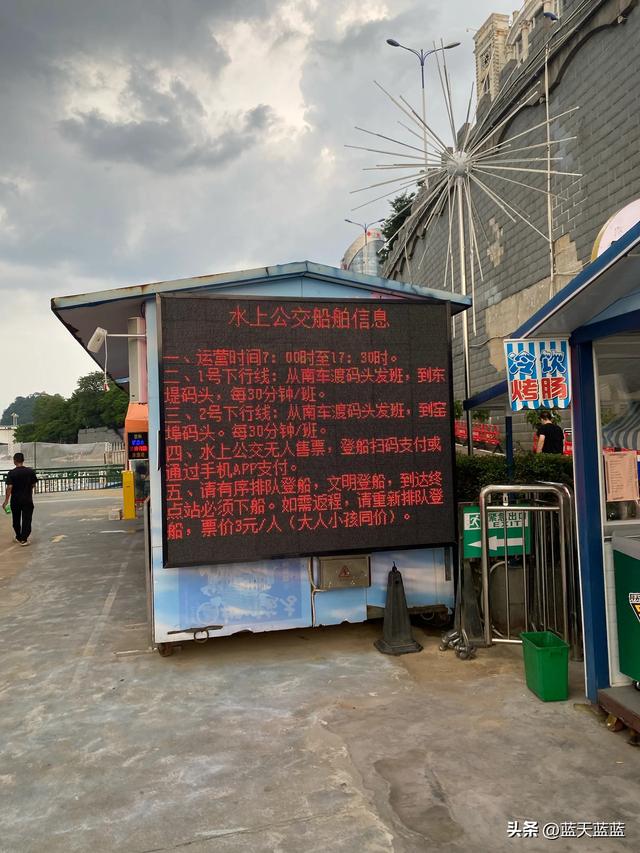 水上公交船舶信息
一、运营时间7：00时至17：30时。
二、1号下行线：从南车渡码头发班，到东
堤码头，每30分钟/班。
三、2号下行线：从南车渡码头发班，到窑
埠码头。每30分钟/班。
四、水上公交无人售票，登船扫码支付或
通过手机APP支付。
五、请有序排队登船，文明登船，到达终
点站必须下船。如需返程，请重新排队登
船，票价3元/人（大人小孩同价）。
冷饮
烤肠
紧急出口
EXIT
头条 @蓝天蓝蓝